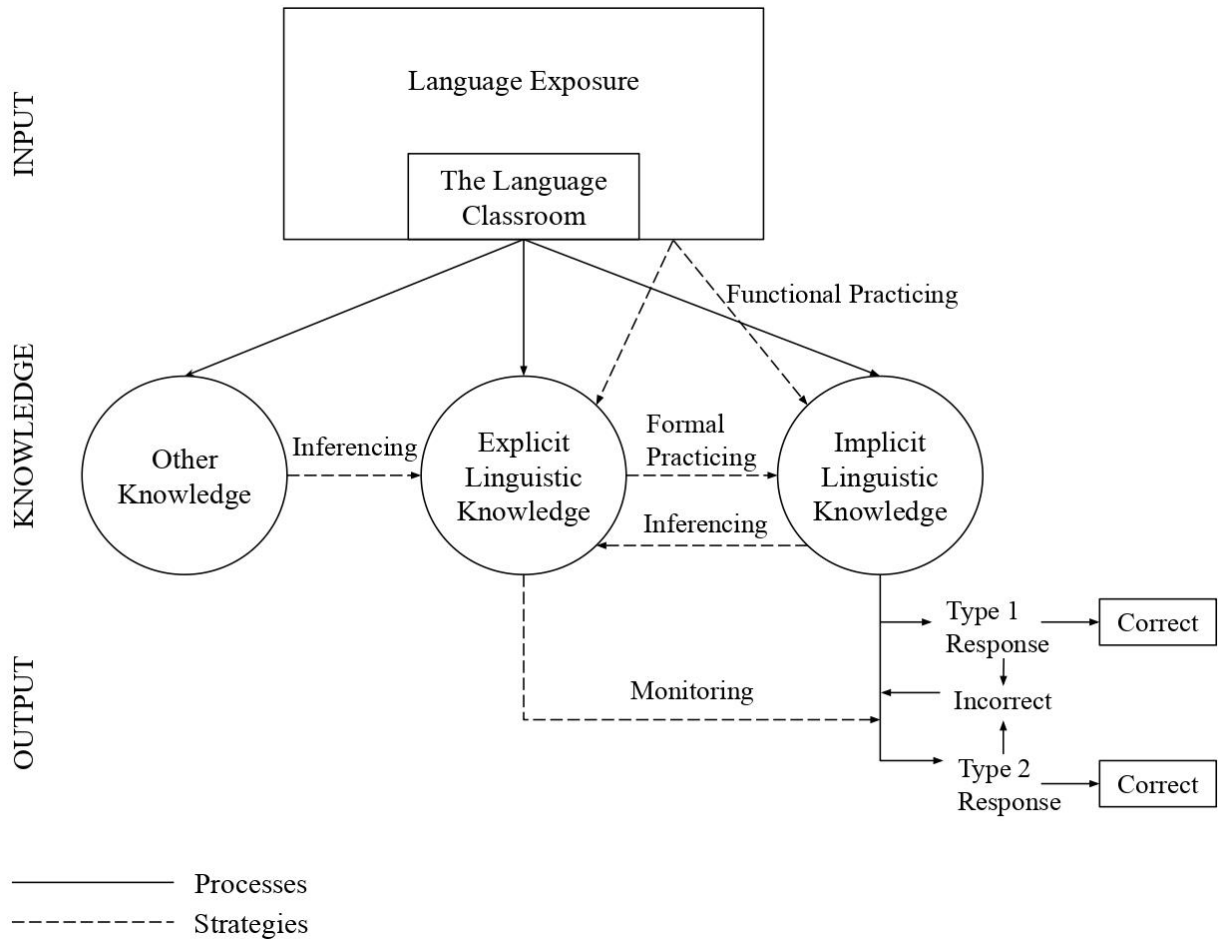 INPUT
Language Exposure
The Language
Classroom
Functional Practicing
KNOWLEDGE
Other
Knowledge
Inferencing
Explicit
Linguistic
Knowledge
Formal
Practicing
Inferencing
Implicit
Linguistic
Knowledge
OUTPUT
Monitoring
Type 1
Response
Correct
Incorrect
Type 2
Response
Correct
Processes
Strategies